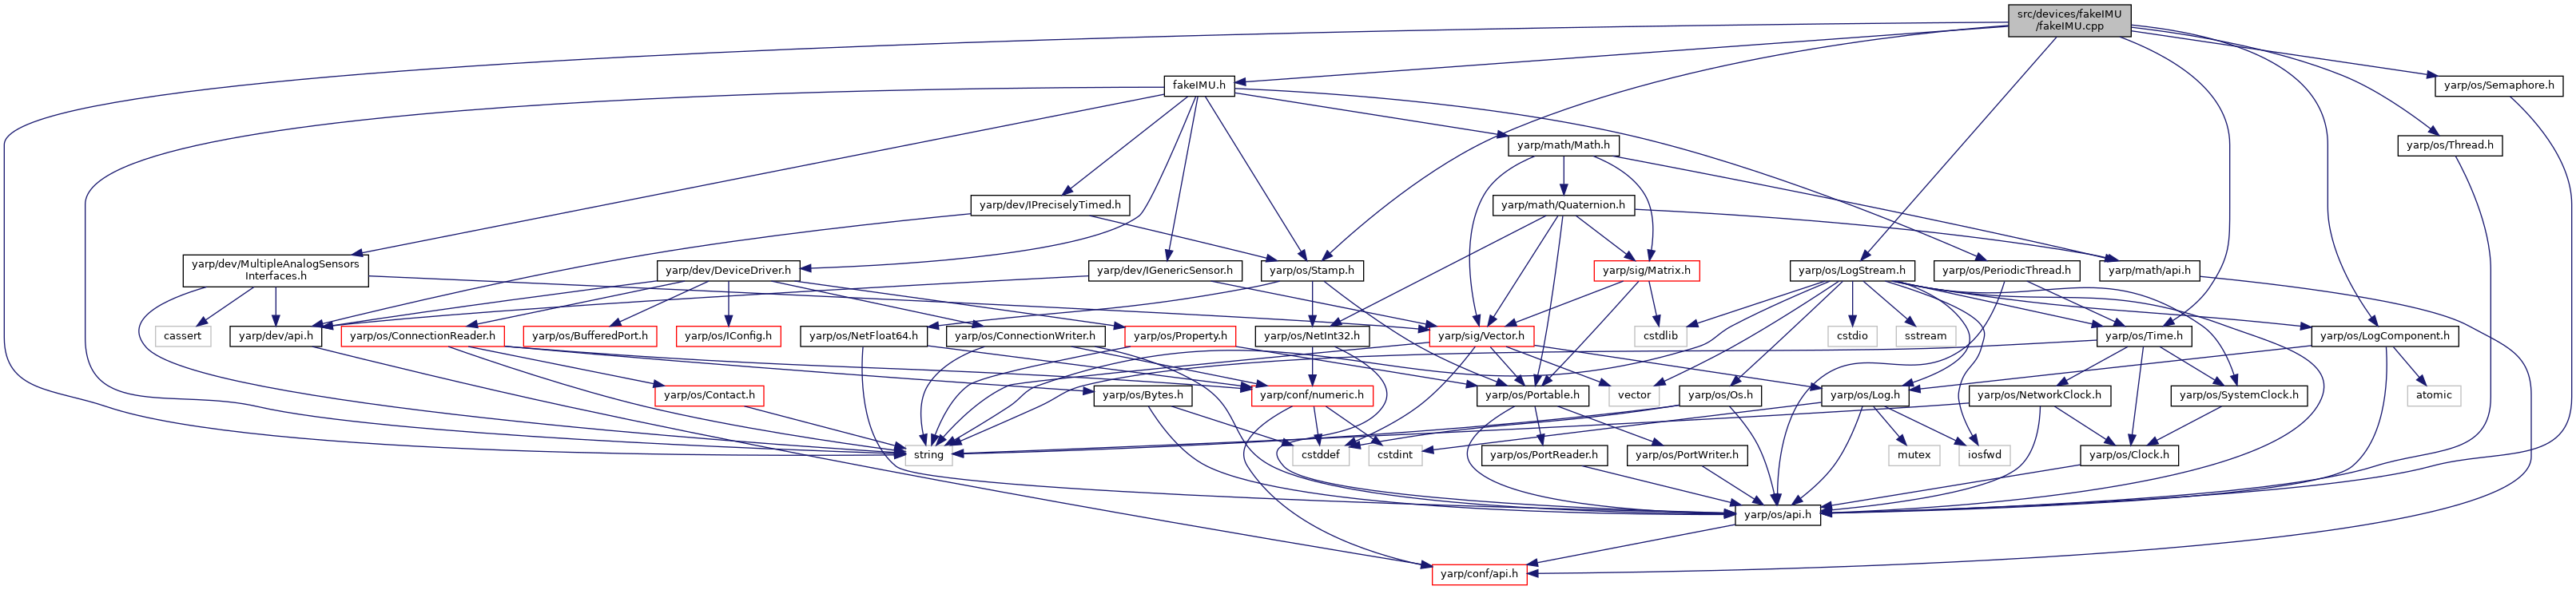 src/devices/fakeIMU
/fakeIMU.cpp
fakeIMU.h
yarp/os/Semaphore.h
yarp/math/Math.h
yarp/os/Thread.h
yarp/dev/IPreciselyTimed.h
yarp/math/Quaternion.h
yarp/dev/MultipleAnalogSensors
Interfaces.h
yarp/dev/DeviceDriver.h
yarp/dev/IGenericSensor.h
yarp/os/Stamp.h
yarp/sig/Matrix.h
yarp/os/LogStream.h
yarp/os/PeriodicThread.h
yarp/math/api.h
cassert
yarp/dev/api.h
yarp/os/ConnectionReader.h
yarp/os/BufferedPort.h
yarp/os/IConfig.h
yarp/os/NetFloat64.h
yarp/os/ConnectionWriter.h
yarp/os/Property.h
yarp/os/NetInt32.h
yarp/sig/Vector.h
cstdlib
cstdio
sstream
yarp/os/Time.h
yarp/os/LogComponent.h
yarp/os/Contact.h
yarp/os/Bytes.h
yarp/conf/numeric.h
yarp/os/Portable.h
vector
yarp/os/Os.h
yarp/os/Log.h
yarp/os/NetworkClock.h
yarp/os/SystemClock.h
atomic
string
cstddef
cstdint
yarp/os/PortReader.h
yarp/os/PortWriter.h
mutex
iosfwd
yarp/os/Clock.h
yarp/os/api.h
yarp/conf/api.h